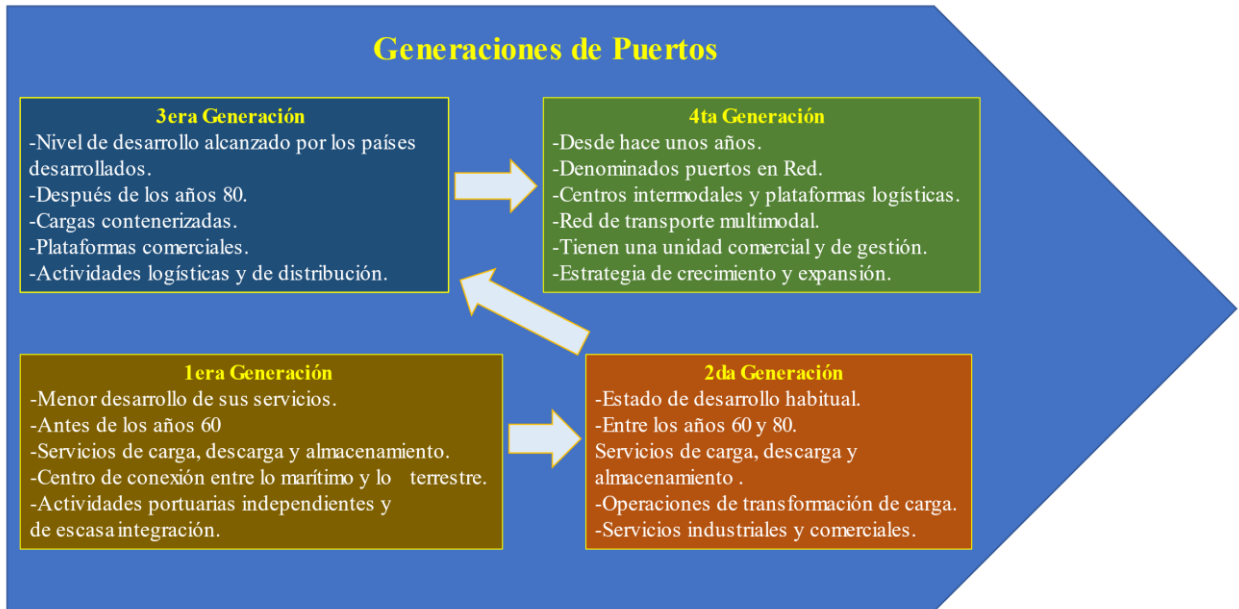 Generaciones de Puertos
3era Generación
-Nivel de desarrollo alcanzado por los países
desarrollados.
-Después de los años 80.
-Cargas contenerizadas.
-Plataformas comerciales.
-Actividades logísticas y de distribución.
4ta Generación
-Desde hace unos años.
-Denominados puertos en Red.
-Centros intermodales y plataformas logísticas.
-Red de transporte multimodal.
-Tienen una unidad comercial y de gestión.
-Estrategia de crecimiento y expansión.
1era Generación
-Menor desarrollo de sus servicios.
-Antes de los años 60
-Servicios de carga, descarga y almacenamiento.
-Centro de conexión entre lo marítimo y lo terrestre.
-Actividades portuarias independientes y
de escasa integración.
2da Generación
-Estado de desarrollo habitual.
-Entre los años 60 y 80.
Servicios de carga, descarga y
almacenamiento .
-Operaciones de transformación de carga.
-Servicios industriales y comerciales.